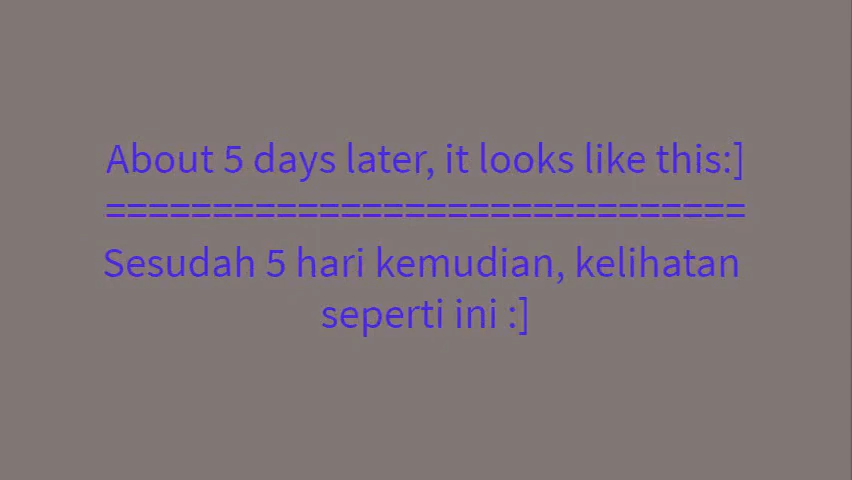 About 5 days later, it looks like this:]
==============================
Sesudah 5 hari kemudian, kelihatan
seperti ini :]